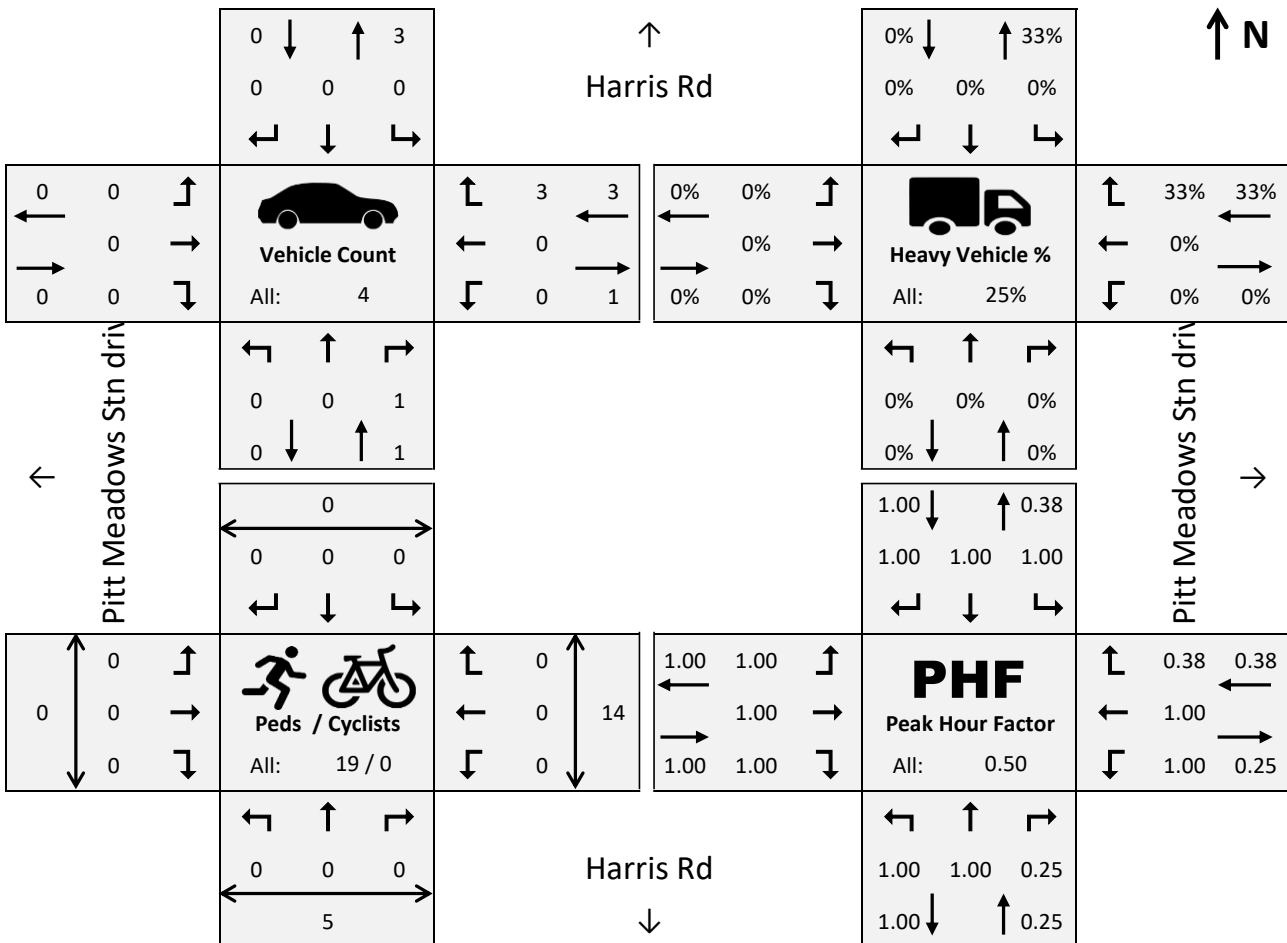 0 3 0% 33% N
Harris Rd
0 0 0 0% 0% 0%
0 0 3 3 0% 0% 33% 33%
0 0 0% 0%
Vehicle Count Heavy Vehicle %
0 0 All: 4 0 1 0% 0% All: 25% 0% 0%
Pitt Meadows Stn driv
Pitt Meadows Stn driv
0 0 1 0% 0% 0%
0 1 0% 0%
0 1.00 0.38
0 0 0 1.00 1.00 1.00
0 0 1.00 1.00 PHF 0.38 0.38
0 0 0 14 1.00 1.00
Peds / Cyclists Peak Hour Factor
0 All: 19 / 0 0 1.00 1.00 All: 0.50 1.00 0.25
0 0 0 1.00 1.00 0.25
Harris Rd
5 1.00 0.25